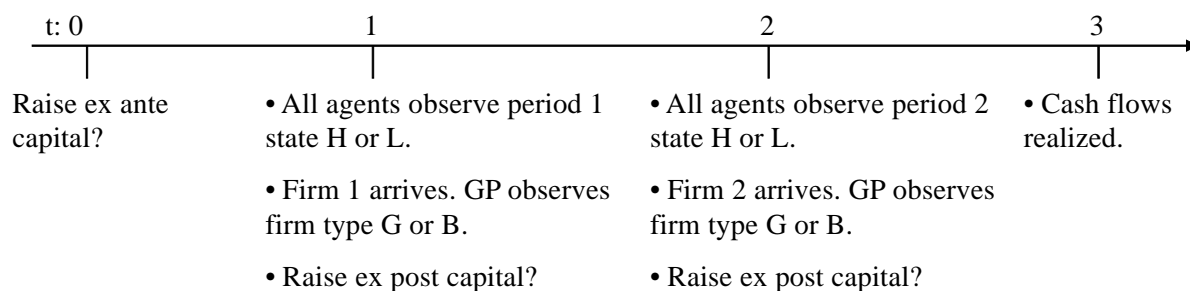 t: 0 1 2 3
Raise ex ante
capital?
• All agents observe period 1
state H or L.
• Firm 1 arrives. GP observes
firm type G or B.
• Raise ex post capital?
• All agents observe period 2
state H or L.
• Firm 2 arrives. GP observes
firm type G or B.
• Raise ex post capital?
• Cash flows
realized.